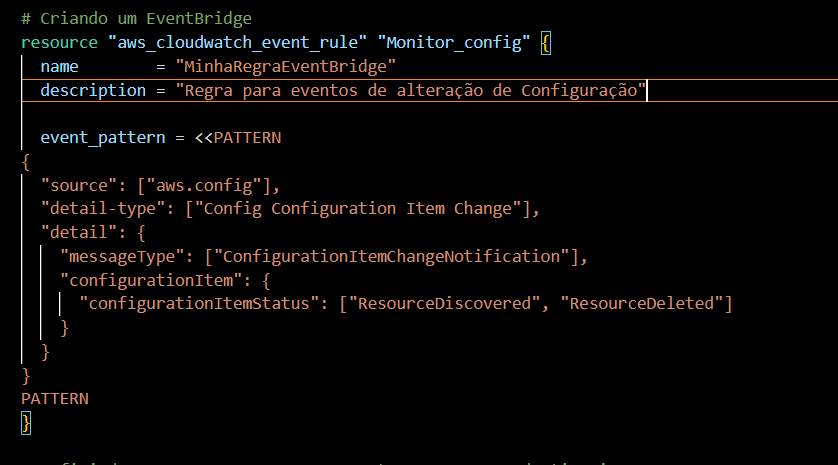 # Criando um EventBridge
resource "aws_cloudwatch_event_rule" "Monitor_config" {
  name        = "MinhaRegraEventBridge"
  description = "Regra para eventos de alteração de Configuração"
  event_pattern = <<PATTERN
{
  "source": ["aws.config"],
  "detail-type": ["Config Configuration Item Change"],
  "detail": {
    "messageType": ["ConfigurationItemChangeNotification"],
    "configurationItem": {
      "configurationItemStatus": ["ResourceDiscovered", "ResourceDeleted"]
    }
  }
}
PATTERN
}